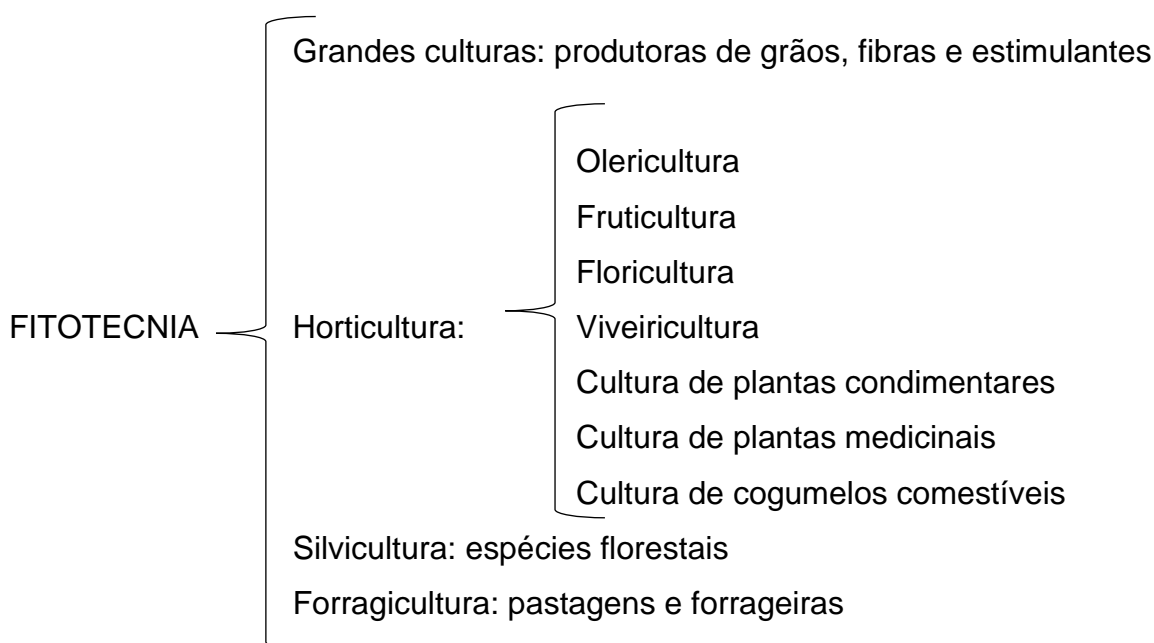 Grandes culturas: produtoras de grãos, fibras e estimulantes
Olericultura
Fruticultura
Floricultura
FITOTECNIA
Horticultura:
Viveiricultura
Cultura de plantas condimentares
Cultura de plantas medicinais
Cultura de cogumelos comestíveis
Silvicultura: espécies florestais
Forragicultura: pastagens e forrageiras